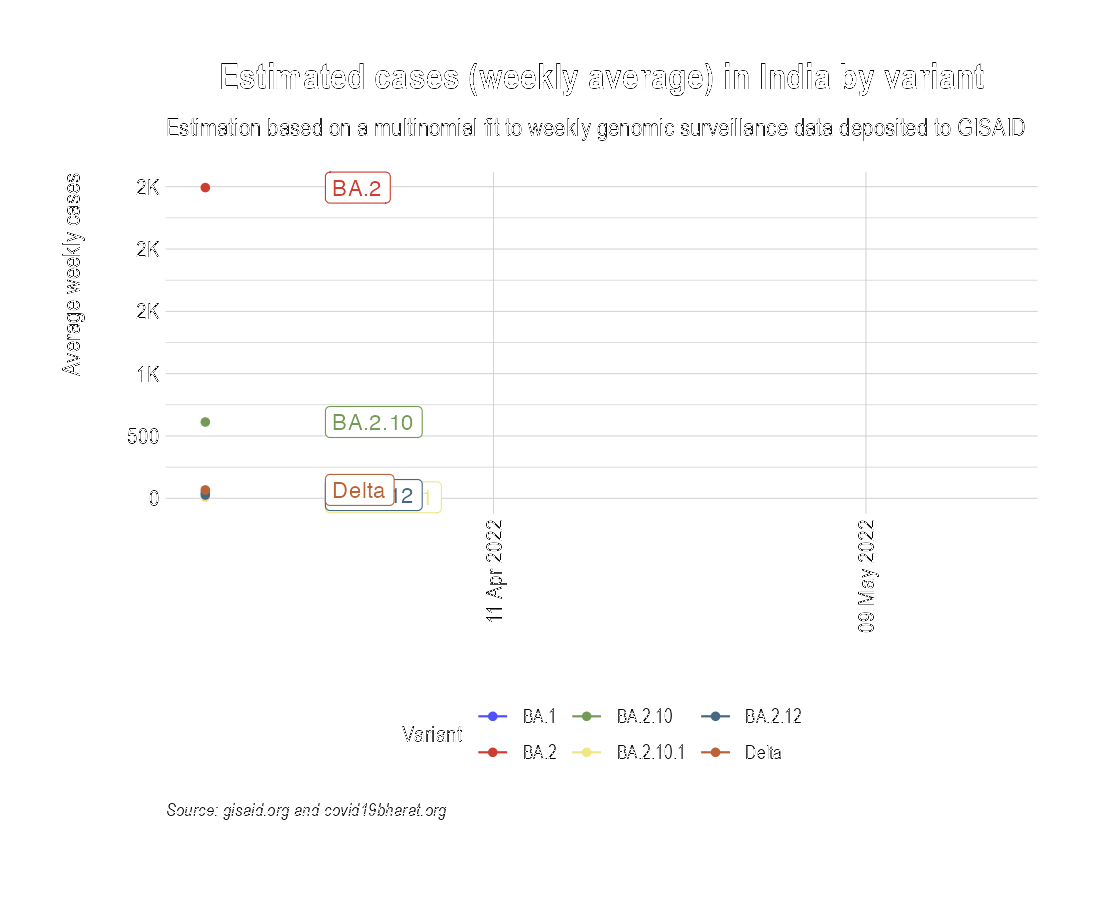 Estimated cases (weekly average) in India by variant
Estimation based on a multinomial fit to weekly genomic surveillance data deposited to GISAID
Average weekly cases
2K
BA.2
2K
2K
1K
500
BA.2.10
0
Delta
12
1
11 Apr 2022
09 May 2022
Variant
BA.1
BA.2.10
BA.2.12
BA.2
BA.2.10.1
Delta
Source: gisaid.org and covid19bharat.org